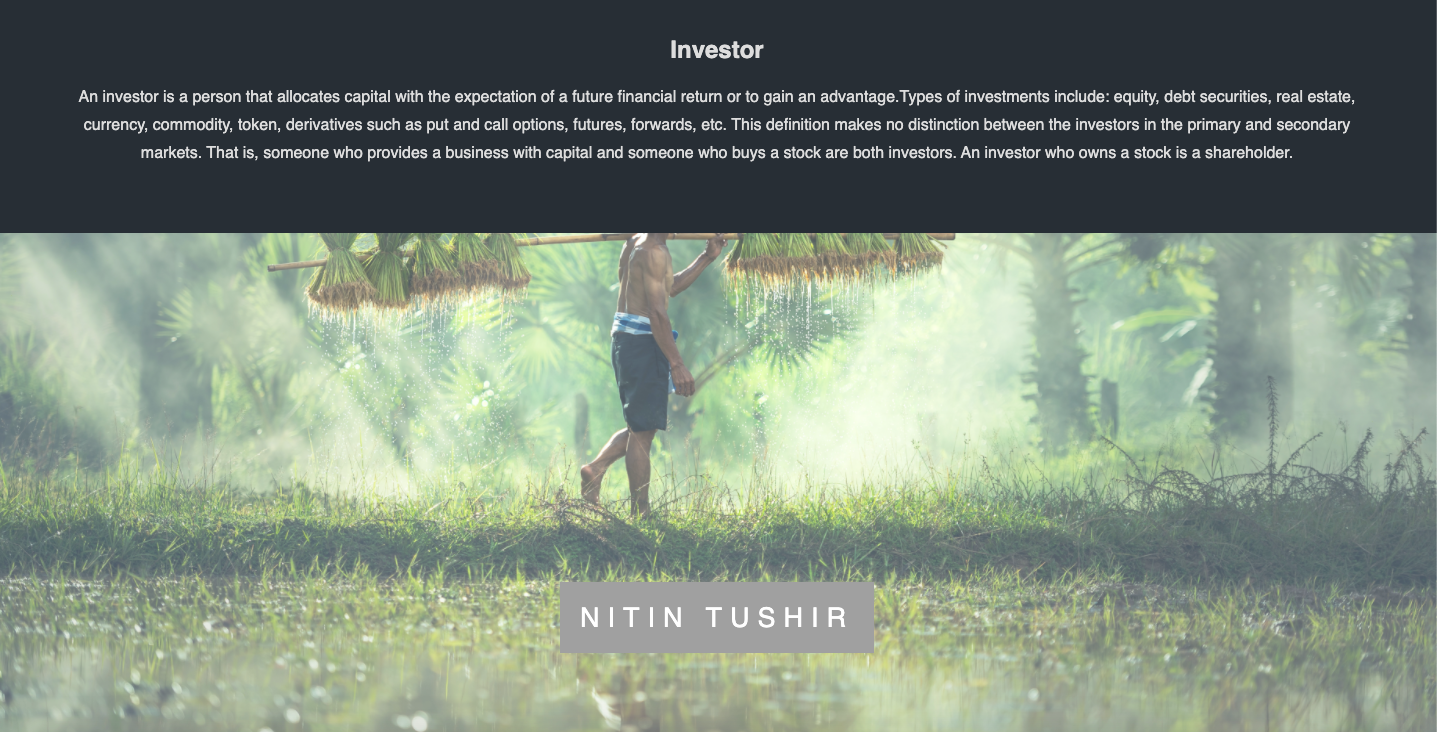 Investor
An investor is a person that allocates capital with the expectation of a future financial return or to gain an advantage.Types of investments include: equity, debt securities, real estate,
currency, commodity, token, derivatives such as put and call options, futures, forwards, etc. This definition makes no distinction between the investors in the primary and secondary
markets. That is, someone who provides a business with capital and someone who buys a stock are both investors. An investor who owns a stock is a shareholder.
NITIN TUSHIR